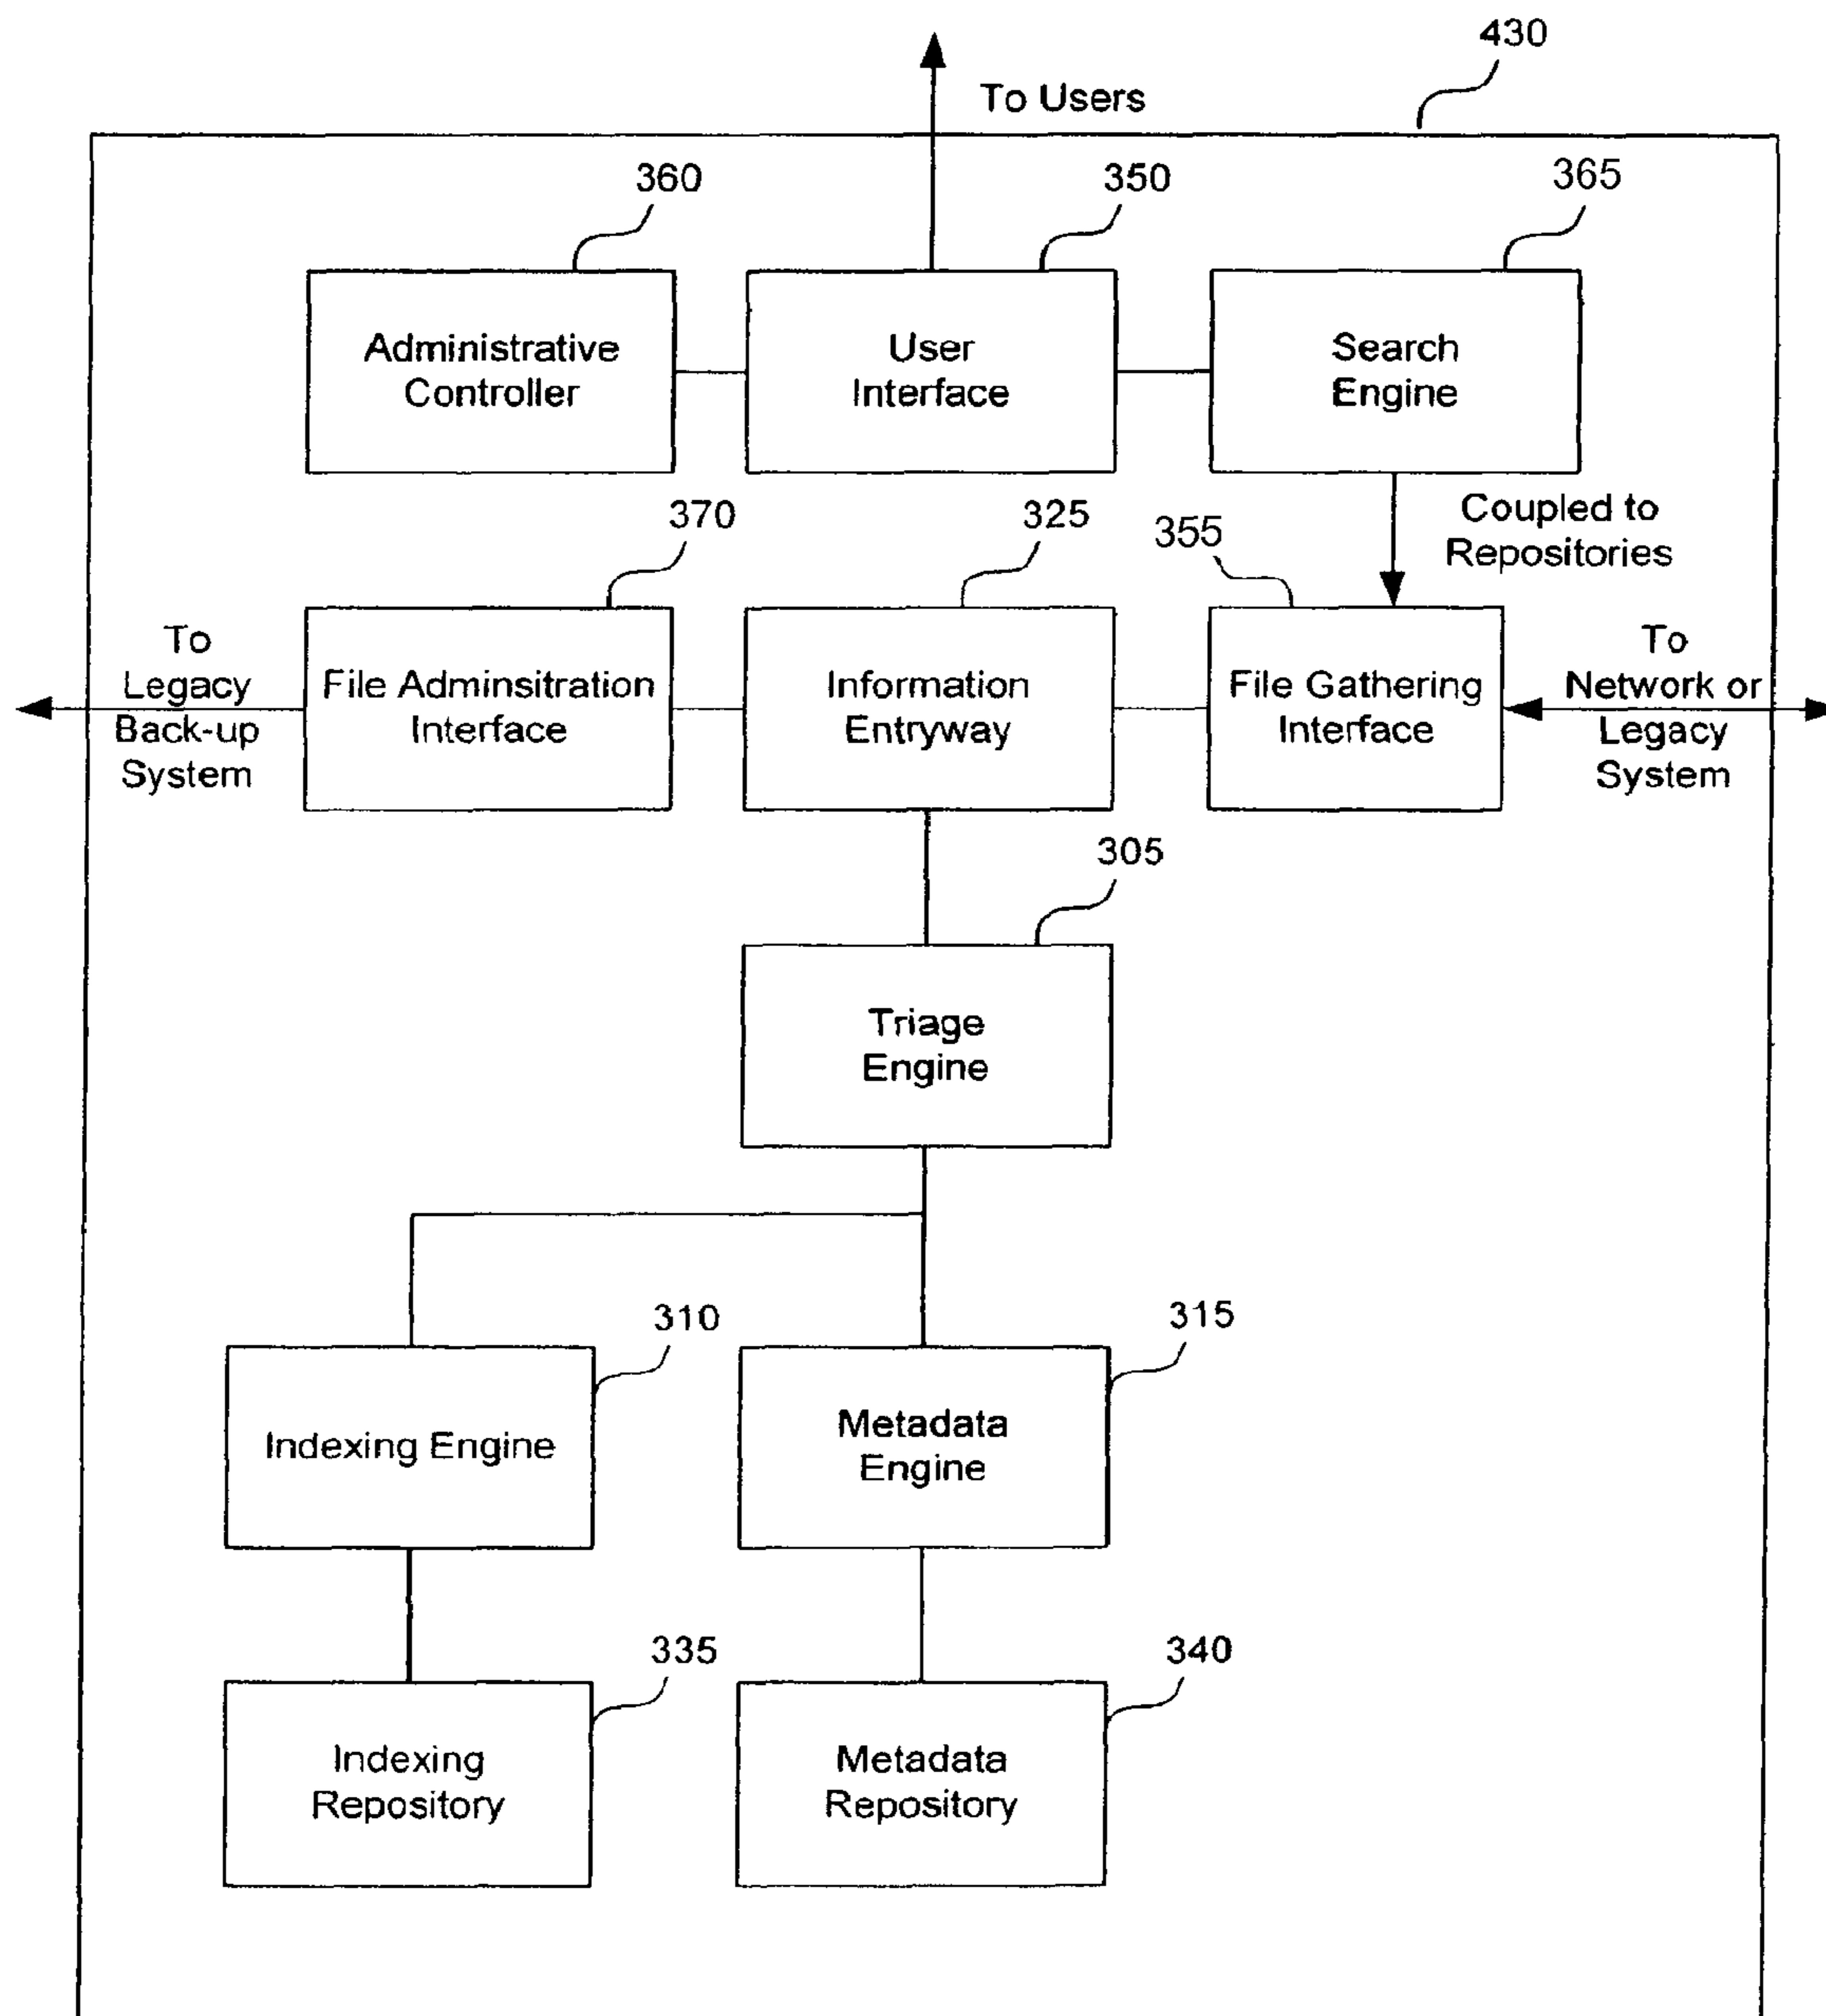 430
To Users
360
350
365
Administrative
Controller
User
Interface
Search
Engine
Coupled to
Repositories
370
325
355
To
Legacy
Back-up
System
File Adminsitration
Interface
Information
Entryway
File Gathering
Interface
To
Network or
Legacy
System
305
Triage
Engine
310
315
Indexing Engine
Metadata
Engine
335
340
Indexing
Repository
Metadata
Repository